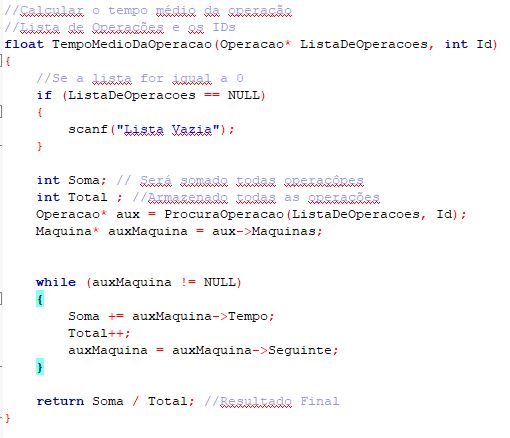 //Calcular o tempo médio da operação
//Lista de Operações e os IDs
float TempoMedioDaOperacao(Operacao* ListaDeOperacoes, int Id)
{
    //Se a lista for igual a 0
    if (ListaDeOperacoes == NULL)
    {
        scanf("Lista Vazia");
    }
    int Soma; // Será somado todas operacôpes
    int Total ; //Armazenado todas as operações
    Operacao* aux = ProcuraOperacao(ListaDeOperacoes, Id);
    Maquina* auxMaquina = aux->Maquinas;
    while (auxMaquina != NULL)
    {
        Soma += auxMaquina->Tempo;
        Total++;
        auxMaquina = auxMaquina->Seguinte;
    }
    return Soma / Total; //Resultado Final
}